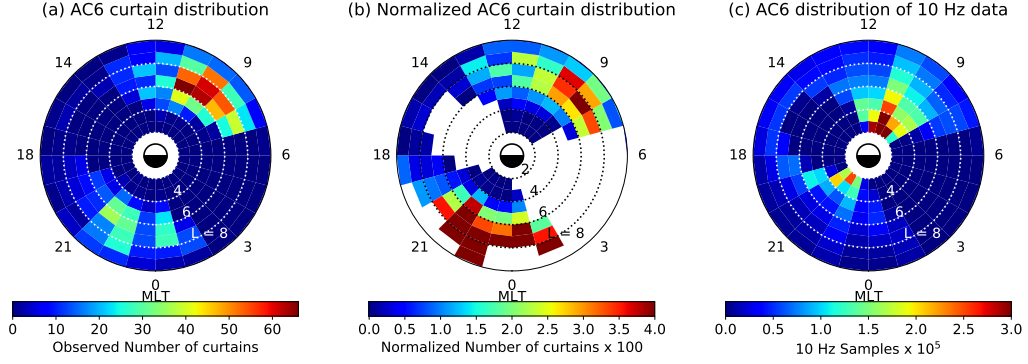 (a) AC6 curtain distribution
12
14
9
18
6
4
6
L = 8
21
3
0
MLT
0 10 20 30 40 50 60
Observed Number of curtains
(b) Normalized AC6 curtain distribution
12
14
9
18
6
2
4
6
L = 8
21
3
0
MLT
0.0 0.5 1.0 1.5 2.0 2.5 3.0 3.5 4.0
Normalized Number of curtains x 100
(c) AC6 distribution of 10 Hz data
12
14
9
18
6
4
6
L = 8
21
3
0
MLT
0.0 0.5 1.0 1.5 2.0 2.5 3.0
10 Hz Samples x 10⁵